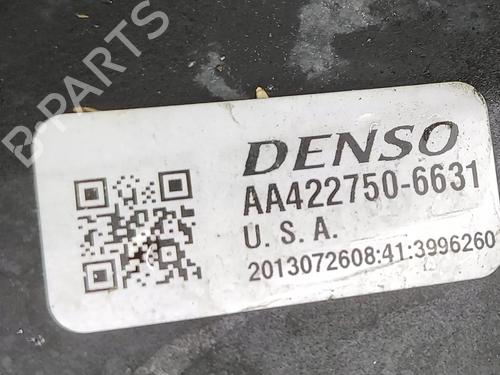 B-PARTS
DENSO
AA422750-6631
U. S. A.
2013072608:41:3996260